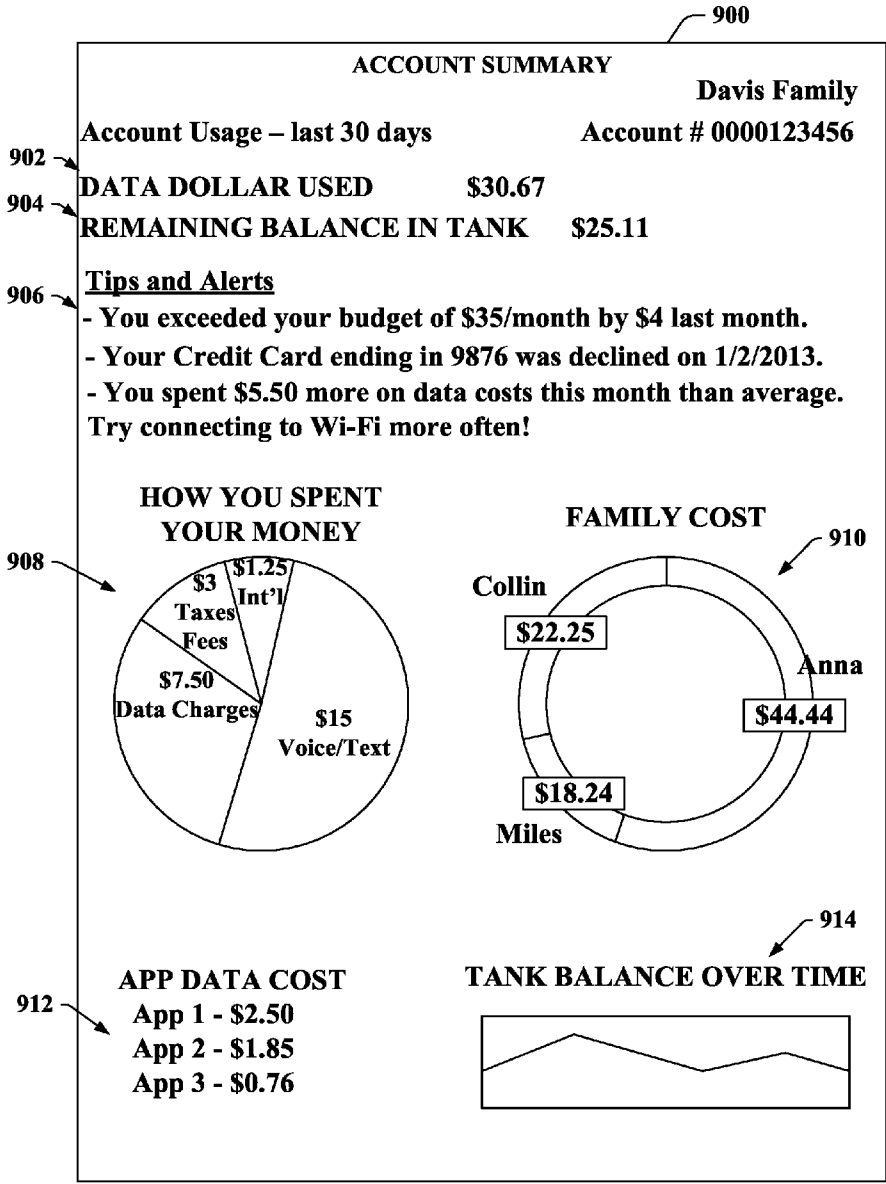 900
ACCOUNT SUMMARY
Davis Family
Account Usage – last 30 days Account # 0000123456
902
DATA DOLLAR USED $30.67
904
REMAINING BALANCE IN TANK $25.11
Tips and Alerts
906
- You exceeded your budget of $35/month by $4 last month.
- Your Credit Card ending in 9876 was declined on 1/2/2013.
- You spent $5.50 more on data costs this month than average.
Try connecting to Wi-Fi more often!
HOW YOU SPENT
YOUR MONEY
908
$1.25
Int'l
$3
Taxes
Fees
$7.50
Data Charges
$15
Voice/Text
FAMILY COST
910
Collin
$22.25
Anna
$44.44
$18.24
Miles
912
APP DATA COST
App 1 - $2.50
App 2 - $1.85
App 3 - $0.76
914
TANK BALANCE OVER TIME